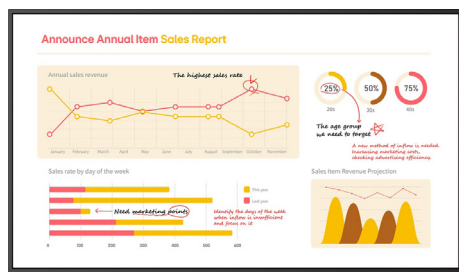 Announce Annual Item Sales Report
Annual sales revenue
The highest sales rate
January February March April May June July August September October November
25%
50%
75%
20s
30s
40s
The age group
we need to target
A new method of inflow is needed.
Increasing marketing costs,
checking advertising efficiency.
Sales rate by day of the week
This year
Last year
Need marketing points
Identify the days of the week
when inflow is insufficient
and focus on it
0 100 200 300 400 500 600
Sales Item Revenue Projection